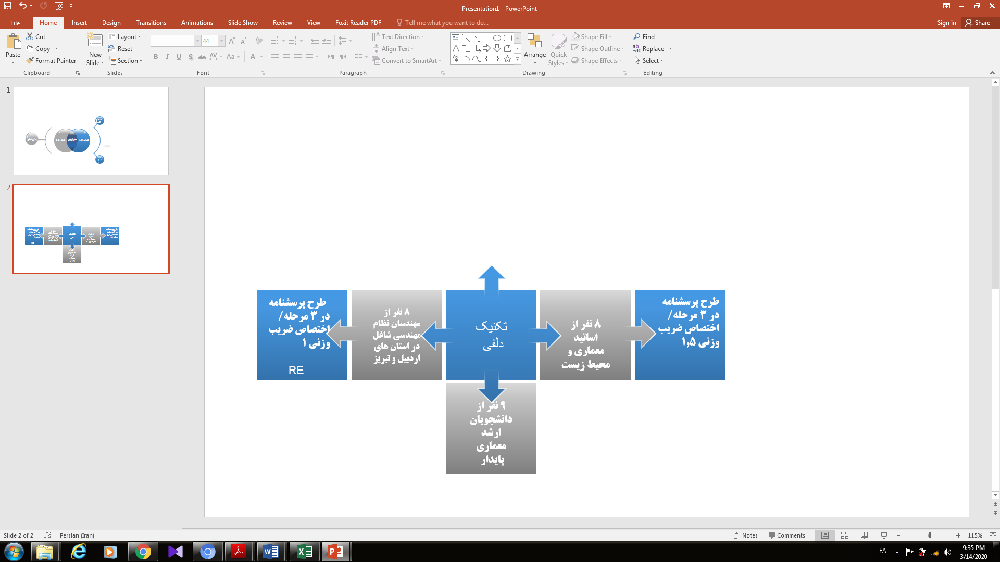 Presentation1 - PowerPoint
File Home Insert Design Transitions Animations Slide Show Review View Foxit Reader PDF Tell me what you want to do... Sign in Share
Paste
Cut
Copy
Format Painter
Clipboard
New Slide
Layout
Reset
Section
Slides
44
B I U S abc AV Aa A
Font
Text Direction
Align Text
Convert to SmartArt
Paragraph
Arrange
Quick Styles
Shape Fill
Shape Outline
Shape Effects
Drawing
Find
Replace
Select
Editing
1
2
طرح پرسشنامه
در ۳ مرحله/
اختصاص ضریب
وزنی ۱,۵
۸ نفر از
اساتید
معماری و
محیط زیست
تکنیک
دلفی
۸ نفر از
مهندسان نظام
مهندسی شاغل
در استان های
اردبیل و تبریز
طرح پرسشنامه
در ۳ مرحله/
اختصاص ضریب
وزنی ۱
RE
۹ نفر از
دانشجویان
ارشد
معماری
پایدار
Slide 2 of 2 Persian (Iran) Notes Comments 115%
FA 9:35 PM
3/14/2020